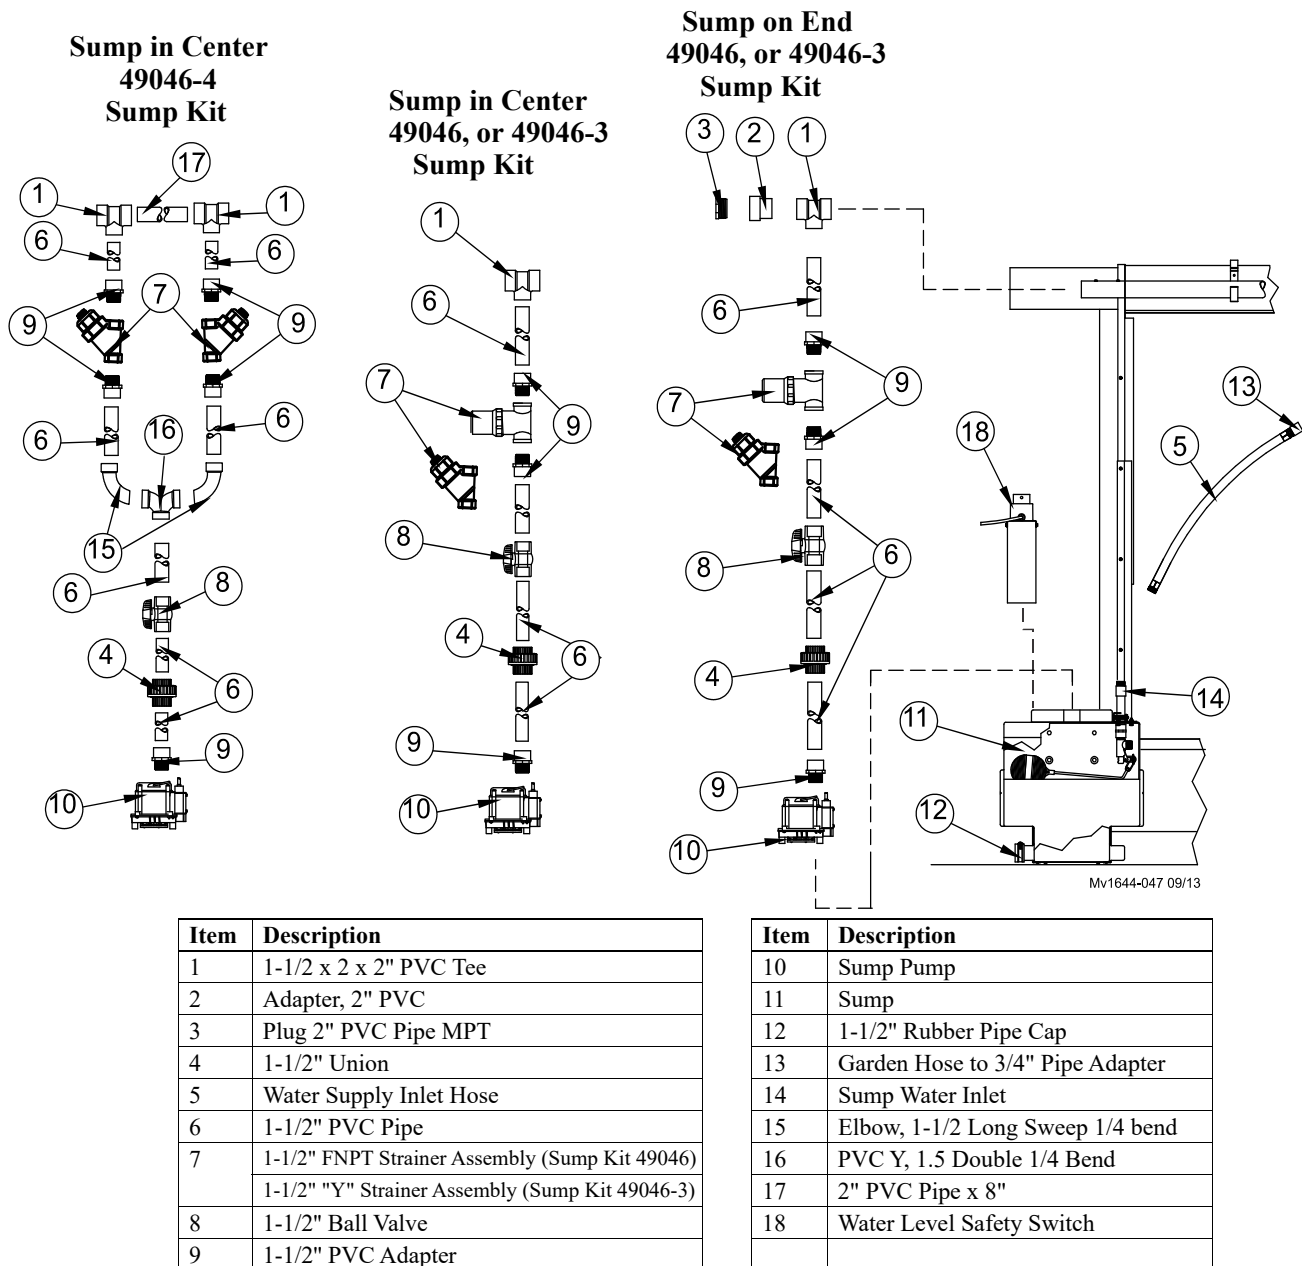 Sump in Center
49046-4
Sump Kit
Sump in Center
49046, or 49046-3
Sump Kit
Sump on End
49046, or 49046-3
Sump Kit
17
1
1
6
6
7
9
9
6
16
6
15
6
8
4
6
9
10
1
6
7
9
8
4
6
9
10
3
2
1
6
7
9
8
6
4
9
10
13
5
18
14
11
12
Mv1644-047 09/13
Item Description
1 1-1/2 x 2 x 2" PVC Tee
2 Adapter, 2" PVC
3 Plug 2" PVC Pipe MPT
4 1-1/2" Union
5 Water Supply Inlet Hose
6 1-1/2" PVC Pipe
7 1-1/2" FNPT Strainer Assembly (Sump Kit 49046)
1-1/2" "Y" Strainer Assembly (Sump Kit 49046-3)
8 1-1/2" Ball Valve
9 1-1/2" PVC Adapter
Item Description
10 Sump Pump
11 Sump
12 1-1/2" Rubber Pipe Cap
13 Garden Hose to 3/4" Pipe Adapter
14 Sump Water Inlet
15 Elbow, 1-1/2 Long Sweep 1/4 bend
16 PVC Y, 1.5 Double 1/4 Bend
17 2" PVC Pipe x 8"
18 Water Level Safety Switch